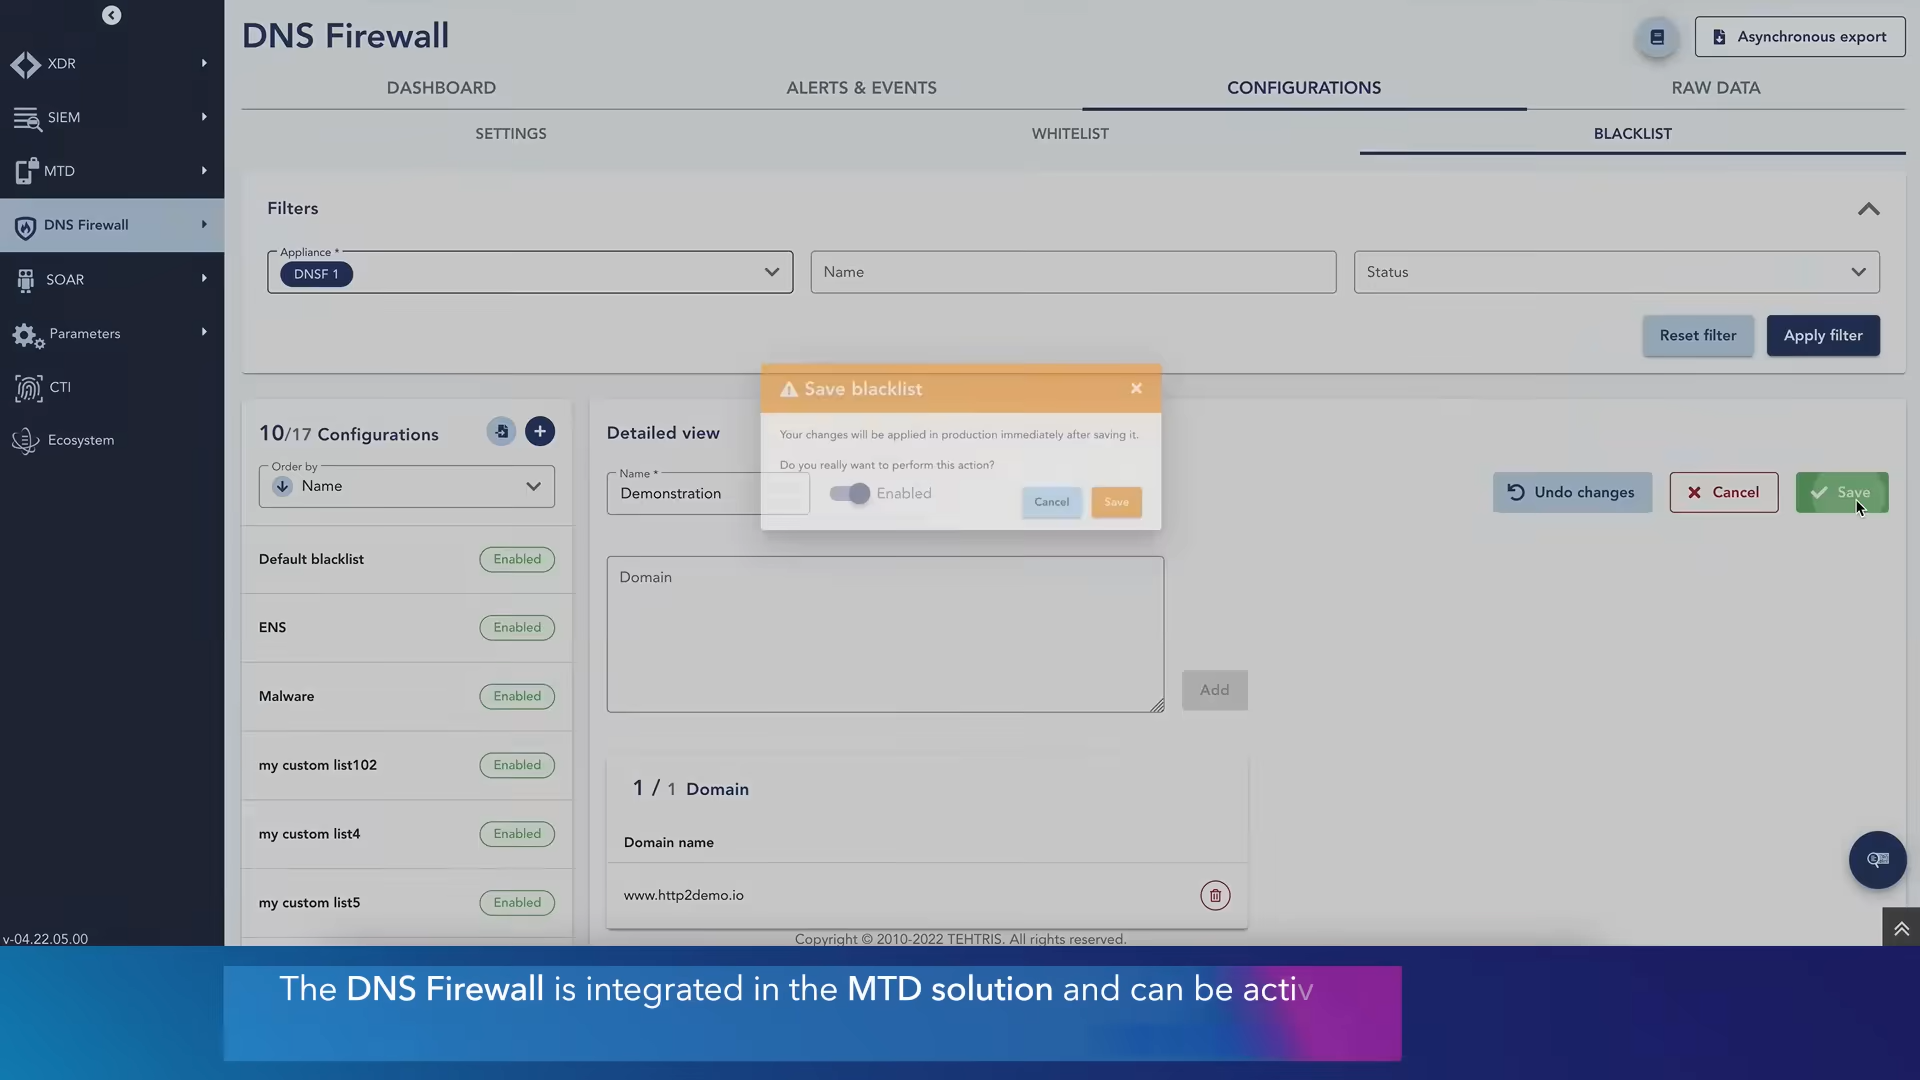 DNS Firewall
Asynchronous export
XDR
SIEM
MTD
DNS Firewall
SOAR
Parameters
CTI
Ecosystem
v-04.22.05.00
DASHBOARD
ALERTS & EVENTS
CONFIGURATIONS
RAW DATA
SETTINGS
WHITELIST
BLACKLIST
Filters
Appliance *
DNSF 1
Name
Status
Reset filter
Apply filter
10/17 Configurations
Order by
Name
Default blacklist
Enabled
ENS
Enabled
Malware
Enabled
my custom list102
Enabled
my custom list4
Enabled
my custom list5
Enabled
Detailed view
Name *
Demonstration
Enabled
Undo changes
Cancel
Save
Save blacklist
Your changes will be applied in production immediately after saving it.
Do you really want to perform this action?
Cancel
Save
Domain
Add
1 / 1 Domain
Domain name
www.http2demo.io
Copyright © 2010-2022 TEHTRIS. All rights reserved.
The DNS Firewall is integrated in the MTD solution and can be activ